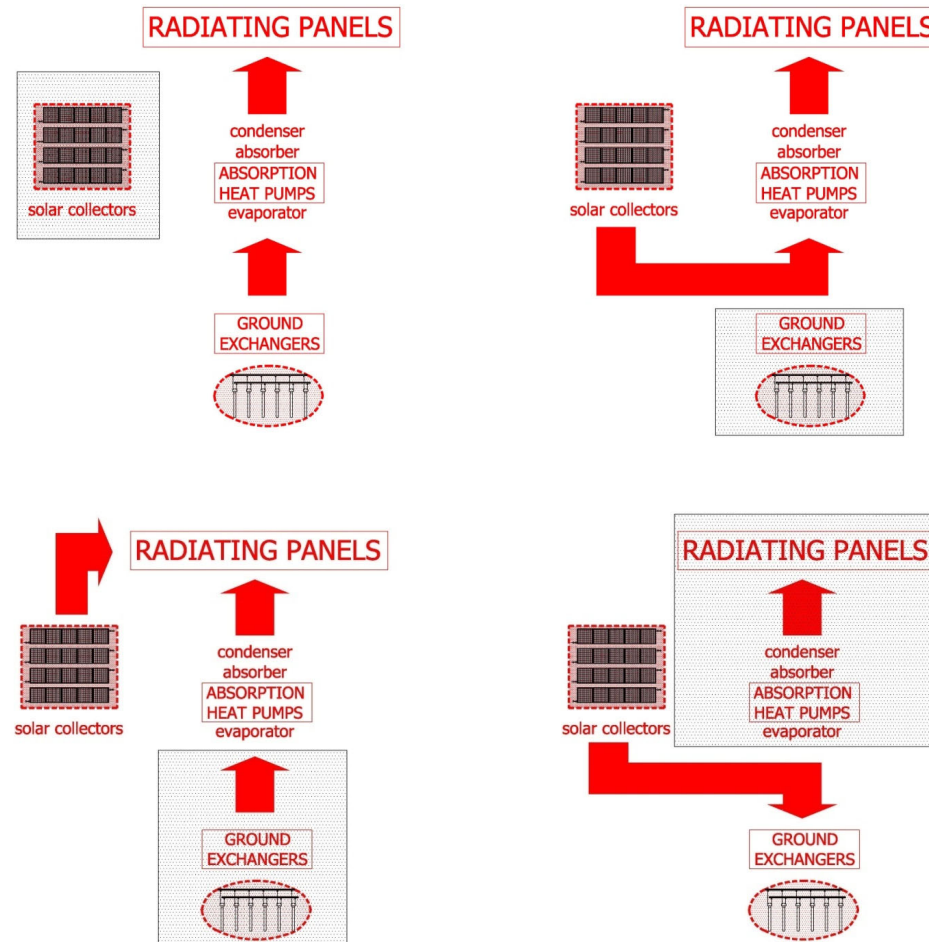 RADIATING PANELS
condenser
absorber
ABSORPTION
HEAT PUMPS
evaporator
solar collectors
GROUND
EXCHANGERS
RADIATING PANELS
condenser
absorber
ABSORPTION
HEAT PUMPS
evaporator
solar collectors
GROUND
EXCHANGERS
RADIATING PANELS
condenser
absorber
ABSORPTION
HEAT PUMPS
evaporator
solar collectors
GROUND
EXCHANGERS
RADIATING PANELS
condenser
absorber
ABSORPTION
HEAT PUMPS
evaporator
solar collectors
GROUND
EXCHANGERS